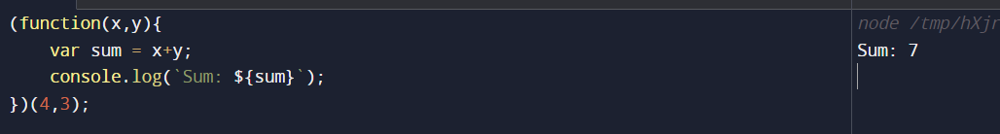 (function(x,y){
    var sum = x+y;
    console.log(`Sum: ${sum}`);
})(4,3);
node /tmp/hXjr
Sum: 7